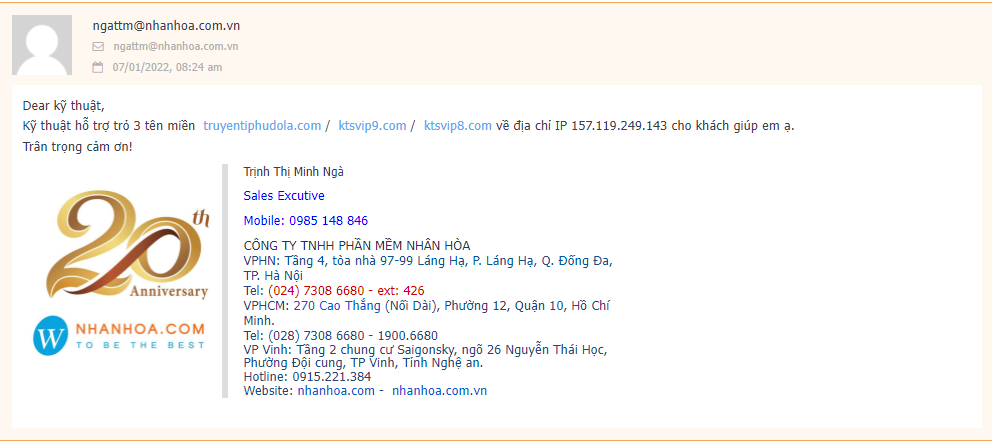 ngattm@nhanhoa.com.vn
ngattm@nhanhoa.com.vn
07/01/2022, 08:24 am
Dear kỹ thuật,
Kỹ thuật hỗ trợ trỏ 3 tên miền truyentiphudola.com / ktsvip9.com / ktsvip8.com về địa chỉ IP 157.119.249.143 cho khách giúp em ạ.
Trân trọng cảm ơn!
Trịnh Thị Minh Ngà
Sales Excutive
Mobile: 0985 148 846
20th
Anniversary
W NHANHOA.COM
TO BE THE BEST
CÔNG TY TNHH PHẦN MỀM NHÂN HÒA
VPHN: Tầng 4, tòa nhà 97-99 Láng Hạ, P. Láng Hạ, Q. Đống Đa,
TP. Hà Nội
Tel: (024) 7308 6680 - ext: 426
VPHCM: 270 Cao Thắng (Nối Dài), Phường 12, Quận 10, Hồ Chí
Minh.
Tel: (028) 7308 6680 - 1900.6680
VP Vinh: Tầng 2 chung cư Saigonsky, ngõ 26 Nguyễn Thái Học,
Phường Đội cung, TP Vinh, Tỉnh Nghệ an.
Hotline: 0915.221.384
Website: nhanhoa.com - nhanhoa.com.vn